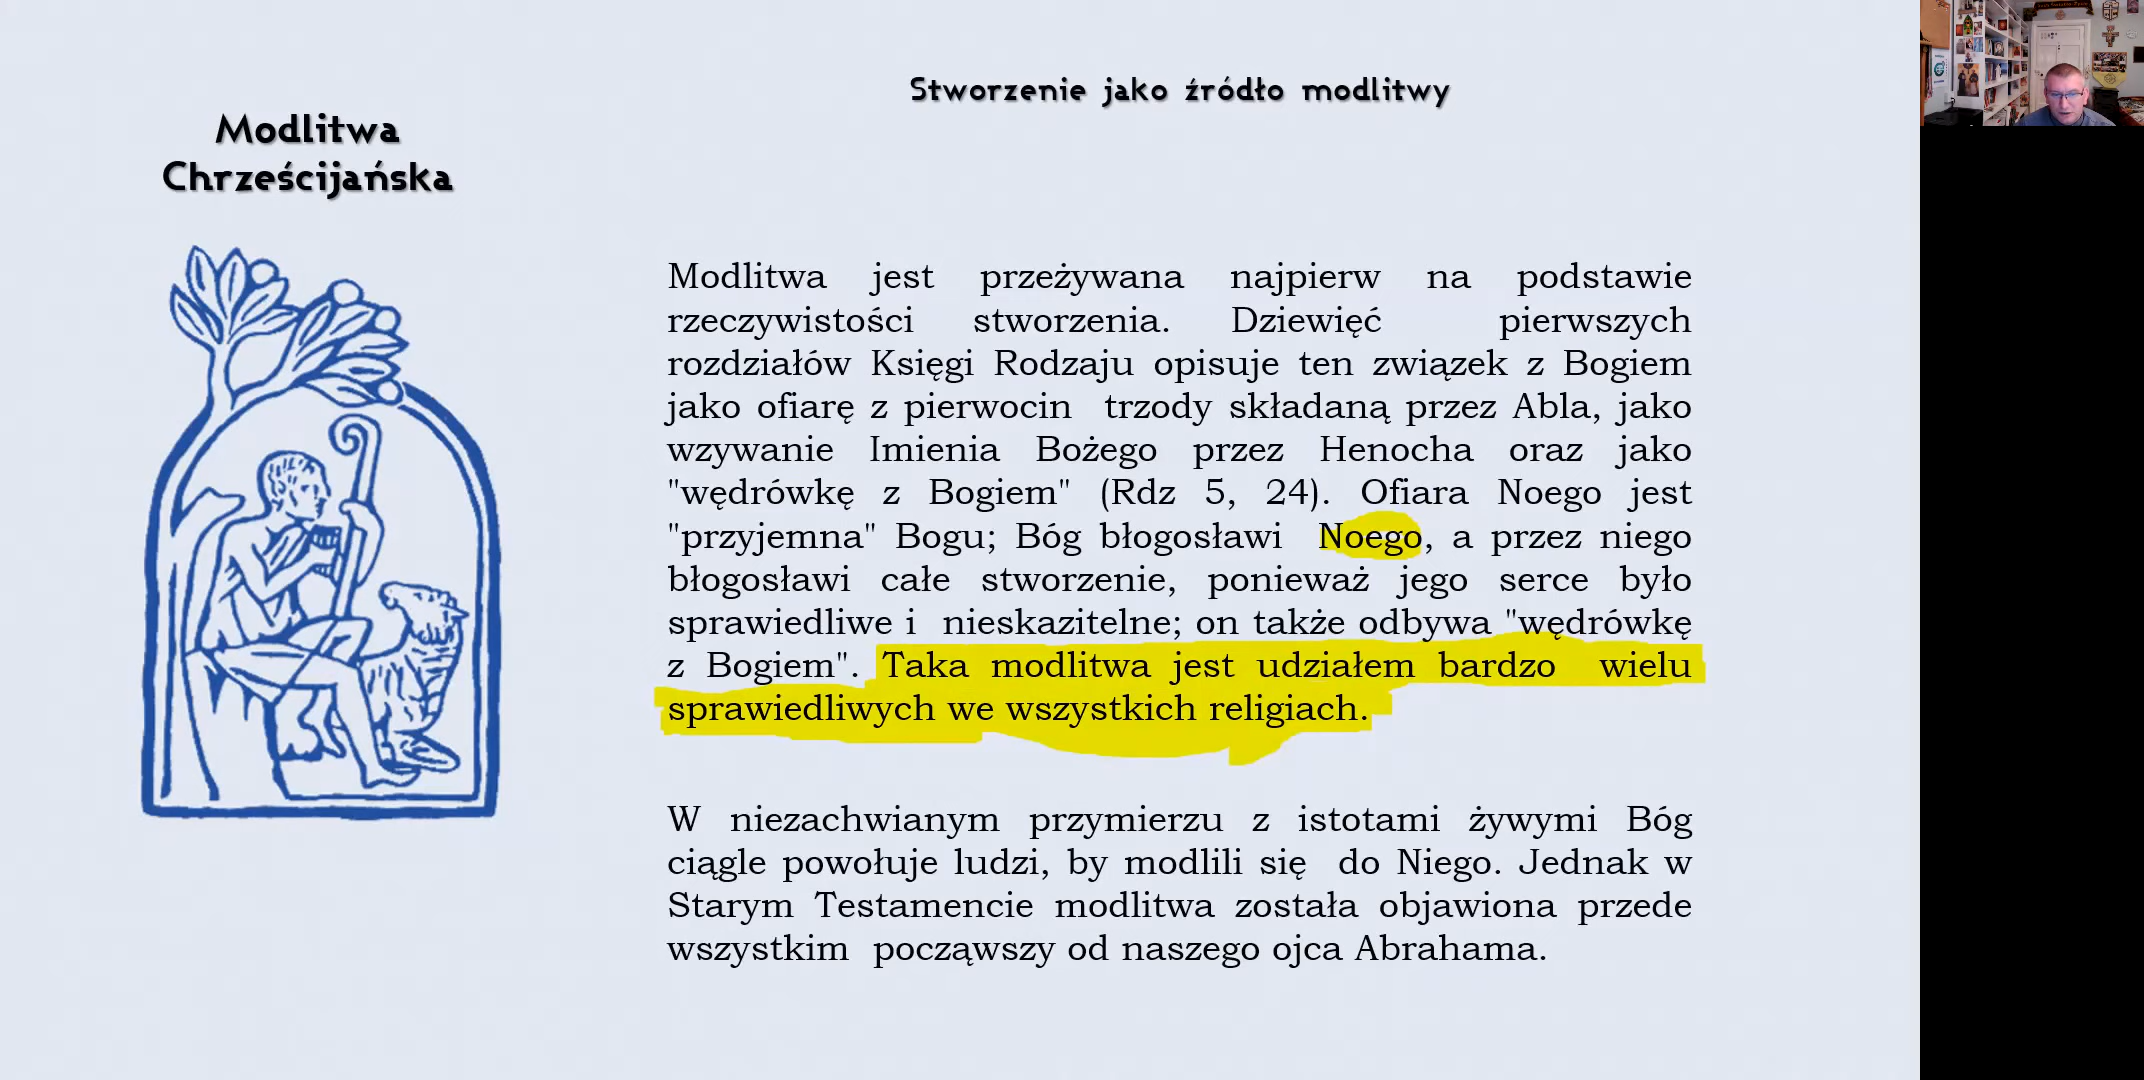 Stworzenie jako źródło modlitwy
Modlitwa
Chrześcijańska
Modlitwa jest przeżywana najpierw na podstawie
rzeczywistości stworzenia. Dziewięć pierwszych
rozdziałów Księgi Rodzaju opisuje ten związek z Bogiem
jako ofiarę z pierwocin trzody składaną przez Abla, jako
wzywanie Imienia Bożego przez Henocha oraz jako
"wędrówkę z Bogiem" (Rdz 5, 24). Ofiara Noego jest
"przyjemna" Bogu; Bóg błogosławi Noego, a przez niego
błogosławi całe stworzenie, ponieważ jego serce było
sprawiedliwe i nieskazitelne; on także odbywa "wędrówkę
z Bogiem". Taka modlitwa jest udziałem bardzo wielu
sprawiedliwych we wszystkich religiach.
W niezachwianym przymierzu z istotami żywymi Bóg
ciągle powołuje ludzi, by modlili się do Niego. Jednak w
Starym Testamencie modlitwa została objawiona przede
wszystkim począwszy od naszego ojca Abrahama.